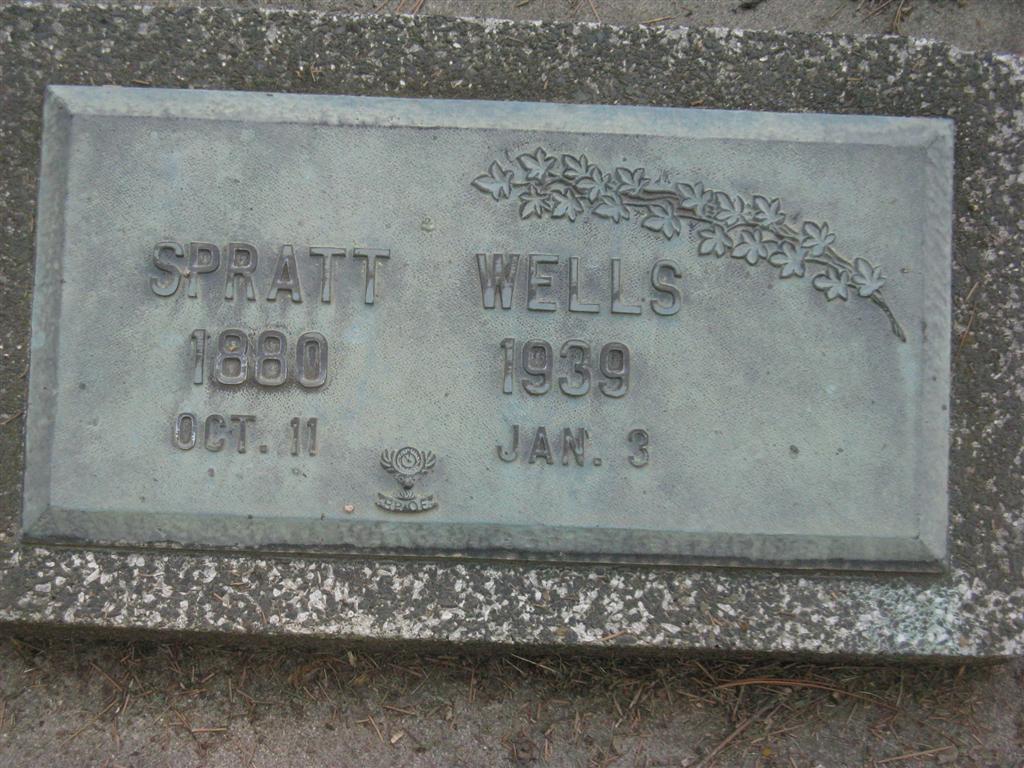 SPRATT WELLS
1880 1939
OCT. 11 JAN. 3
B.P.O.E.